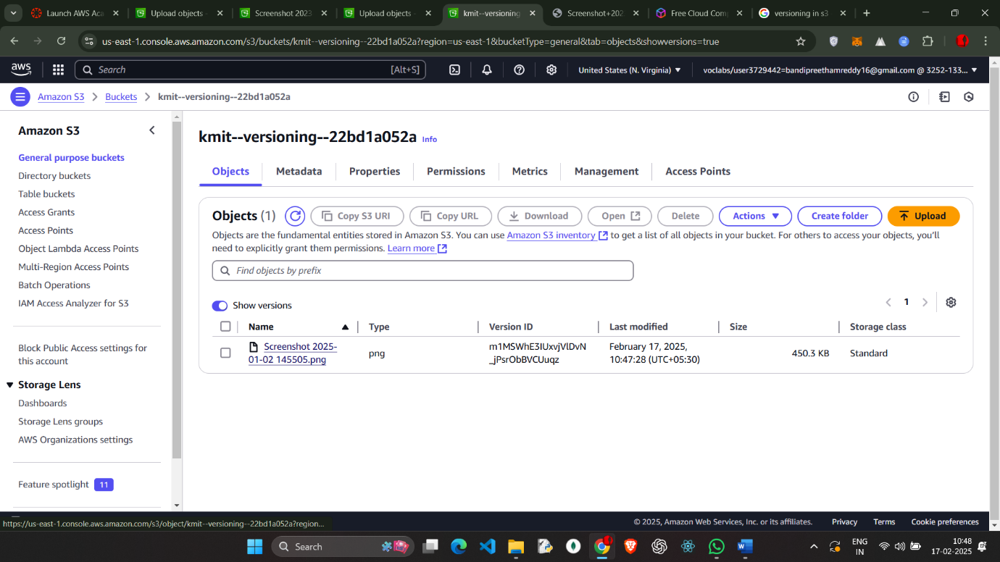 Launch AWS Aca
Upload objects -
Screenshot 2023
Upload objects -
kmit--versioning
Screenshot+202
Free Cloud Com
versioning in s3
us-east-1.console.aws.amazon.com/s3/buckets/kmit--versioning--22bd1a052a?region=us-east-1&bucketType=general&tab=objects&showversions=true
aws
Search
[Alt+S]
United States (N. Virginia)
voclabs/user3729442=bandipreethamreddy16@gmail.com @ 3252-133...
Amazon S3
Buckets
kmit--versioning--22bd1a052a
Amazon S3
General purpose buckets
Directory buckets
Table buckets
Access Grants
Access Points
Object Lambda Access Points
Multi-Region Access Points
Batch Operations
IAM Access Analyzer for S3
Block Public Access settings for
this account
Storage Lens
Dashboards
Storage Lens groups
AWS Organizations settings
Feature spotlight 11
kmit--versioning--22bd1a052a Info
Objects
Metadata
Properties
Permissions
Metrics
Management
Access Points
Objects (1)
Copy S3 URI
Copy URL
Download
Open
Delete
Actions
Create folder
Upload
Objects are the fundamental entities stored in Amazon S3. You can use Amazon S3 inventory to get a list of all objects in your bucket. For others to access your objects, you'll
need to explicitly grant them permissions. Learn more
Find objects by prefix
Show versions
1
Name
Type
Version ID
Last modified
Size
Storage class
Screenshot 2025-
01-02 145505.png
png
m1MSWhE3IUxvjVlDvN
_jPsrObBVCUuqz
February 17, 2025,
10:47:28 (UTC+05:30)
450.3 KB
Standard
https://us-east-1.console.aws.amazon.com/s3/object/kmit--versioning--22bd1a052a?region...
© 2025, Amazon Web Services, Inc. or its affiliates.
Privacy
Terms
Cookie preferences
Search
ENG
IN
10:48
17-02-2025